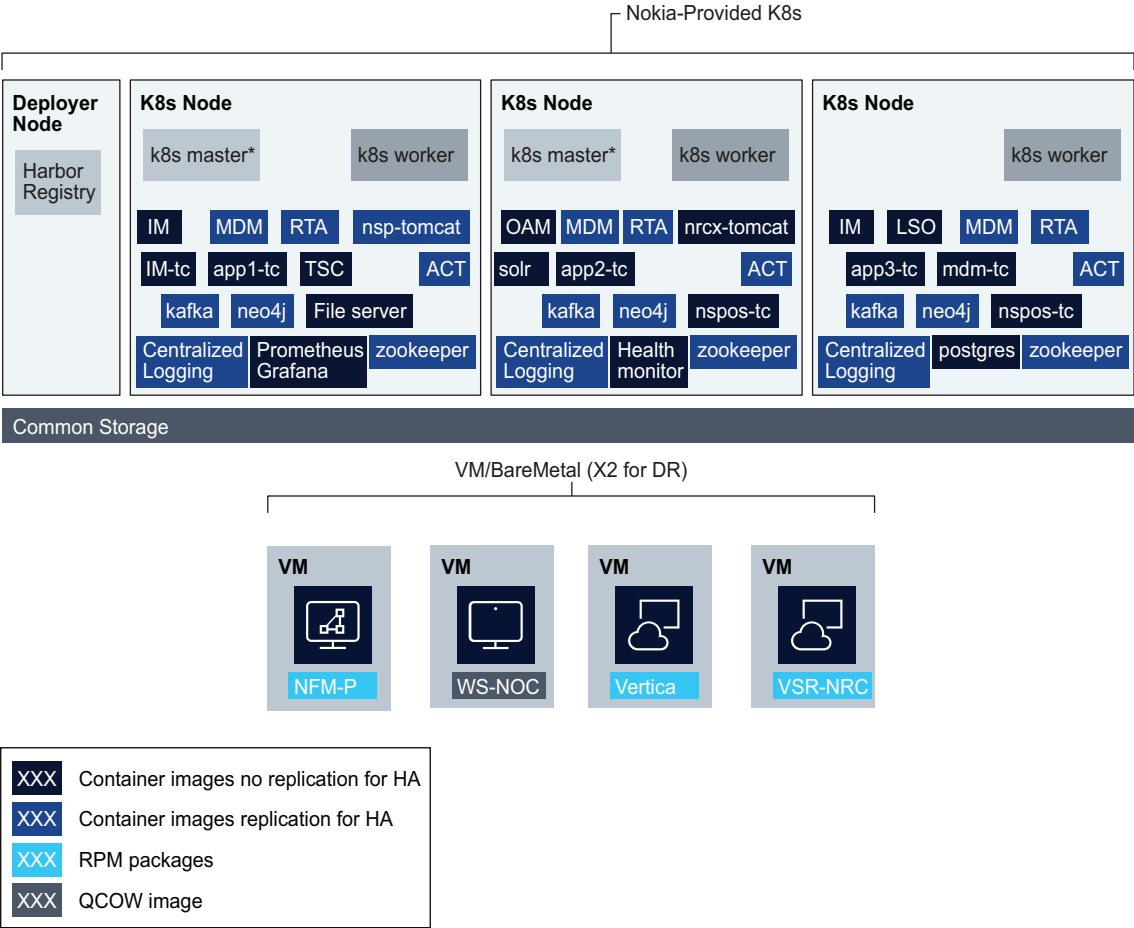 Nokia-Provided K8s
Deployer
Node
Harbor
Registry
K8s Node
k8s master*
k8s worker
IM
MDM
RTA
nsp-tomcat
IM-tc
app1-tc
TSC
ACT
kafka
neo4j
File server
Centralized
Logging
Prometheus
Grafana
zookeeper
K8s Node
k8s master*
k8s worker
OAM
MDM
RTA
nrcx-tomcat
solr
app2-tc
ACT
kafka
neo4j
nspos-tc
Centralized
Logging
Health
monitor
zookeeper
K8s Node
k8s worker
IM
LSO
MDM
RTA
app3-tc
mdm-tc
ACT
kafka
neo4j
nspos-tc
Centralized
Logging
postgres
zookeeper
Common Storage
VM/BareMetal (X2 for DR)
VM
NFM-P
VM
WS-NOC
VM
Vertica
VM
VSR-NRC
XXX Container images no replication for HA
XXX Container images replication for HA
XXX RPM packages
XXX QCOW image